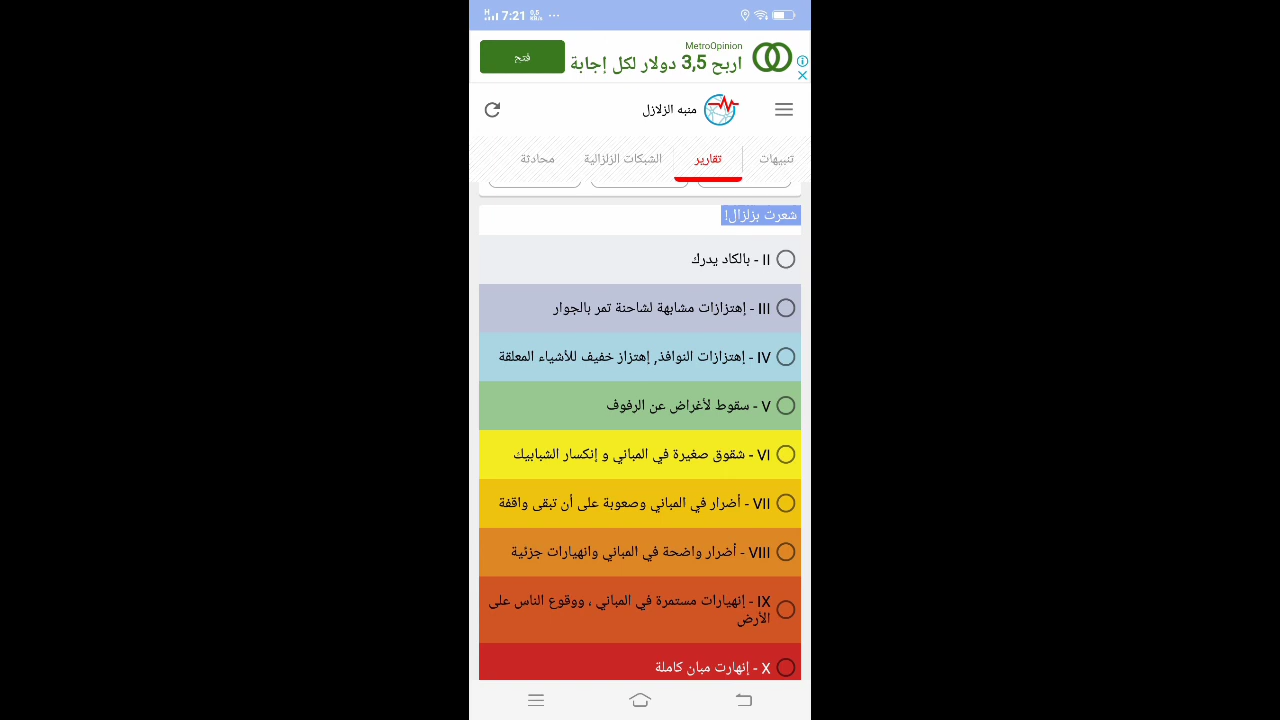 7:21 0,5 KB/s ...
MetroOpinion
اربح 3,5 دولار لكل إجابة
فتح
منبه الزلازل
تنبيهات تقارير الشبكات الزلزالية محادثة
شعرت بزلزال!
II - بالكاد يدرك
III - إهتزازات مشابهة لشاحنة تمر بالجوار
IV - إهتزازات النوافذ, إهتزاز خفيف للأشياء المعلقة
V - سقوط لأغراض عن الرفوف
VI - شقوق صغيرة في المباني و إنكسار الشبابيك
VII - أضرار في المباني وصعوبة على أن تبقى واقفة
VIII - أضرار واضحة في المباني وانهيارات جزئية
IX - إنهيارات مستمرة في المباني ، ووقوع الناس على
الأرض
X - إنهارت مبان كاملة